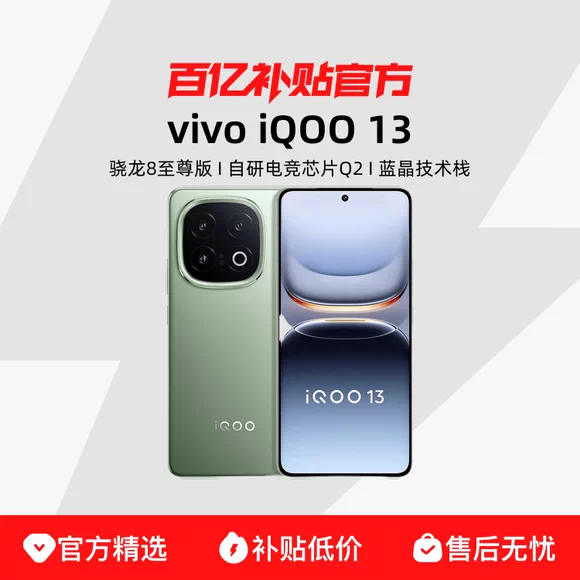 百亿补贴官方
vivo iQOO 13
骁龙8至尊版 I 自研电竞芯片Q2 I 蓝晶技术栈
iQOO
iQOO 13
官方精选
补贴低价
售后无忧